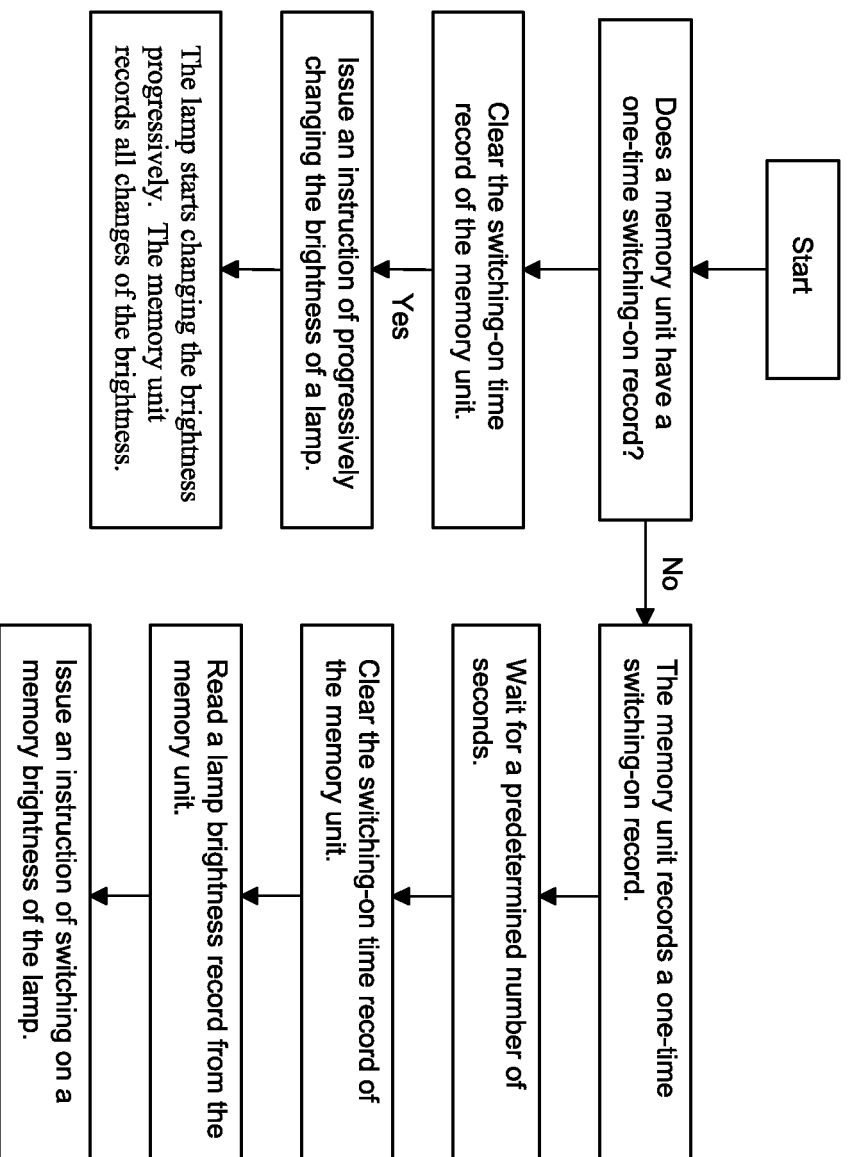 Start
Does a memory unit have a
one-time switching-on record?
Clear the switching-on time
record of the memory unit.
Yes
Issue an instruction of progressively
changing the brightness of a lamp.
The lamp starts changing the brightness
progressively. The memory unit
records all changes of the brightness.
No
The memory unit records a one-time
switching-on record.
Wait for a predetermined number of
seconds.
Clear the switching-on time record of
the memory unit.
Read a lamp brightness record from the
memory unit.
Issue an instruction of switching on a
memory brightness of the lamp.